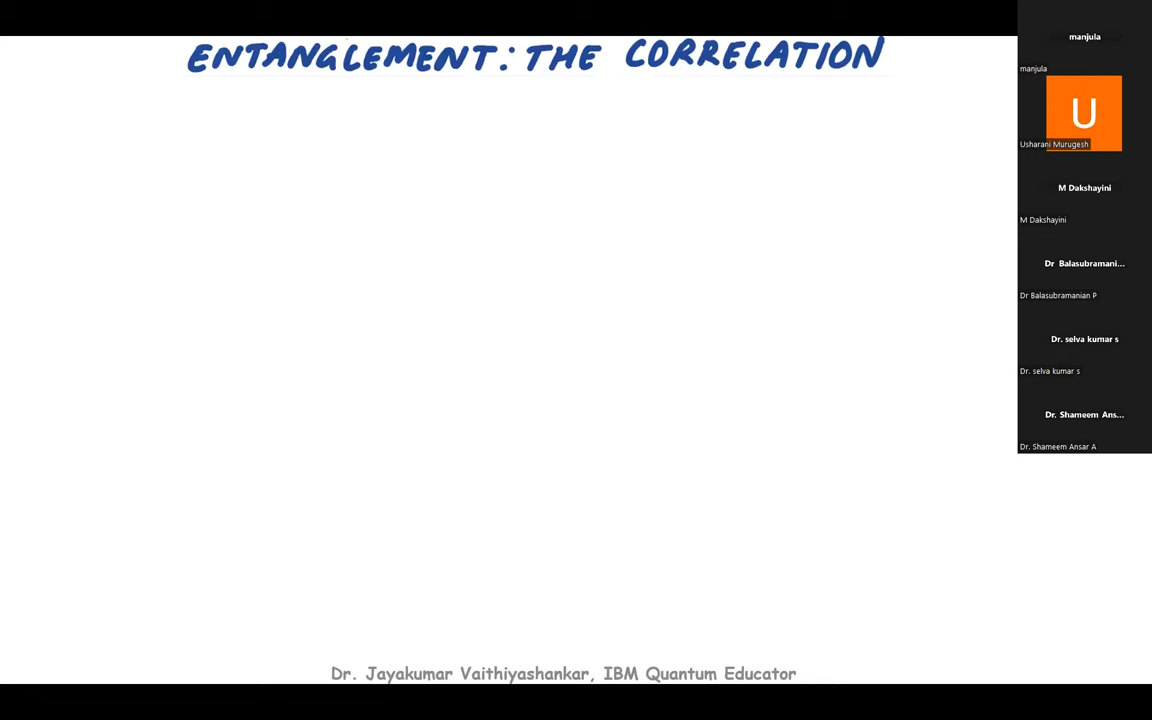 ENTANGLEMENT: THE CORRELATION
manjula
manjula
U
Usharani Murugesh
M Dakshayini
M Dakshayini
Dr Balasubramani...
Dr Balasubramanian P
Dr. selva kumar s
Dr. selva kumar s
Dr. Shameem Ans...
Dr. Shameem Ansar A
Dr. Jayakumar Vaithiyashankar, IBM Quantum Educator